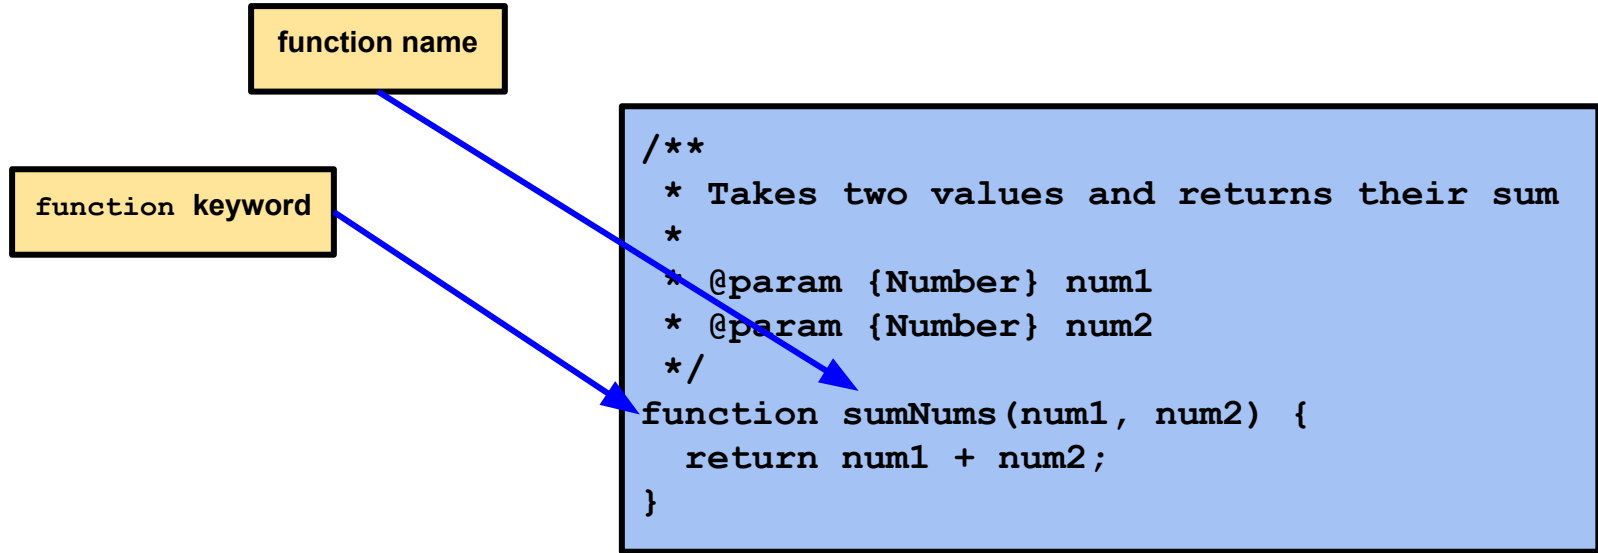 function name
function keyword
/**
 * Takes two values and returns their sum
 *
 * @param {Number} num1
 * @param {Number} num2
 */
function sumNums(num1, num2) {
  return num1 + num2;
}